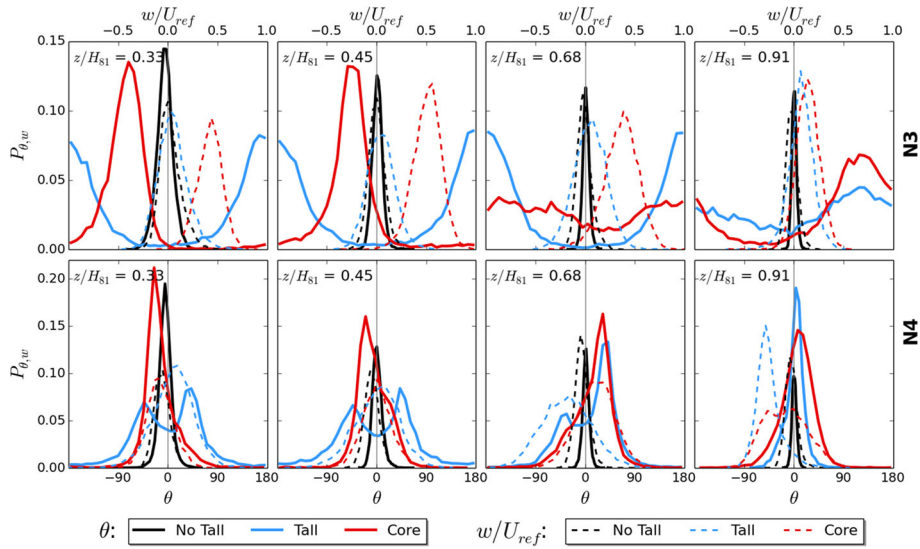 w/U_ref w/U_ref w/U_ref w/U_ref
−0.5 0.0 0.5 1.0 −0.5 0.0 0.5 1.0 −0.5 0.0 0.5 1.0 −0.5 0.0 0.5 1.0
0.15 0.10 0.05 0.00
P_θ,w
z/H_81 = 0.33 z/H_81 = 0.45 z/H_81 = 0.68 z/H_81 = 0.91
N3
0.20 0.15 0.10 0.05 0.00
P_θ,w
z/H_81 = 0.33 z/H_81 = 0.45 z/H_81 = 0.68 z/H_81 = 0.91
N4
−90 0 90 180 −90 0 90 180 −90 0 90 180 −90 0 90 180
θ θ θ θ
θ: No Tall Tall Core w/U_ref: No Tall Tall Core